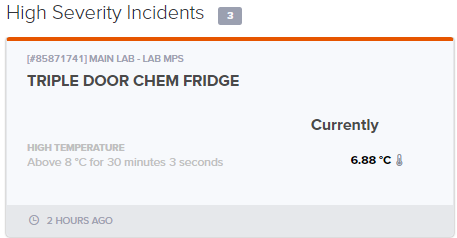 High Severity Incidents 3
[#85871741] MAIN LAB - LAB MPS
TRIPLE DOOR CHEM FRIDGE
Currently
HIGH TEMPERATURE
Above 8 °C for 30 minutes 3 seconds
6.88 °C
2 HOURS AGO